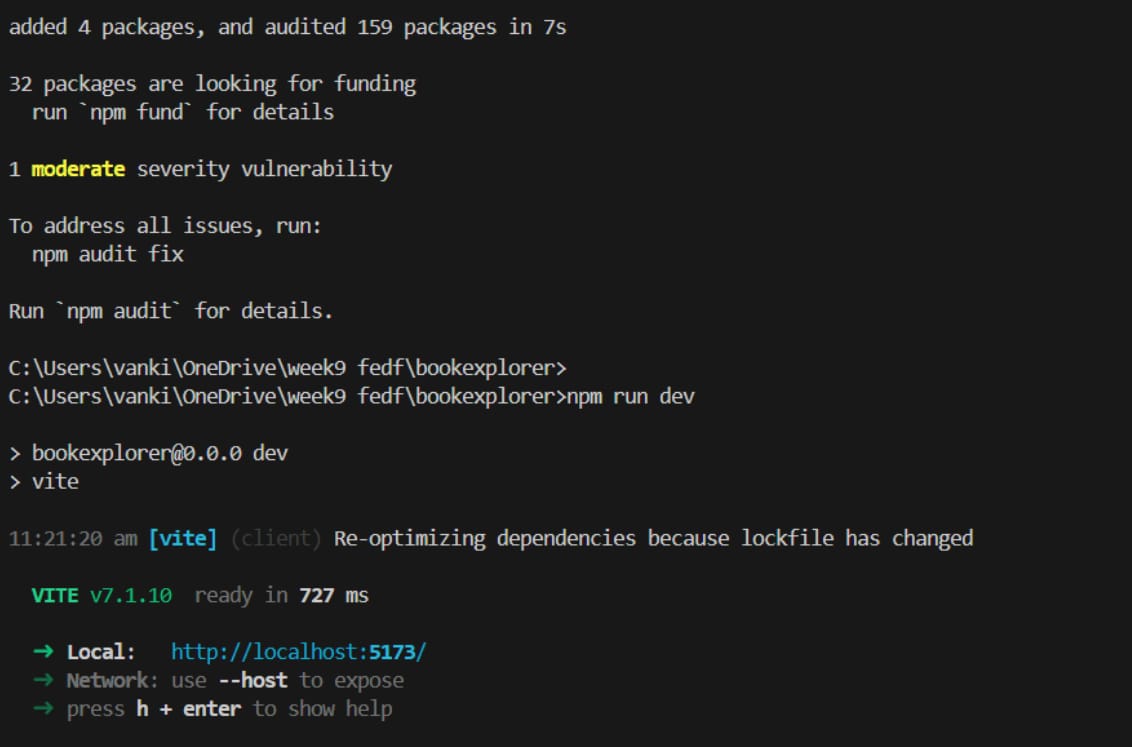 added 4 packages, and audited 159 packages in 7s
32 packages are looking for funding
run `npm fund` for details
1 moderate severity vulnerability
To address all issues, run:
npm audit fix
Run `npm audit` for details.
C:\Users\vanki\OneDrive\week9 fedf\bookexplorer>
C:\Users\vanki\OneDrive\week9 fedf\bookexplorer>npm run dev
> bookexplorer@0.0.0 dev
> vite
11:21:20 am [vite] (client) Re-optimizing dependencies because lockfile has changed
VITE v7.1.10 ready in 727 ms
→ Local: http://localhost:5173/
→ Network: use --host to expose
→ press h + enter to show help